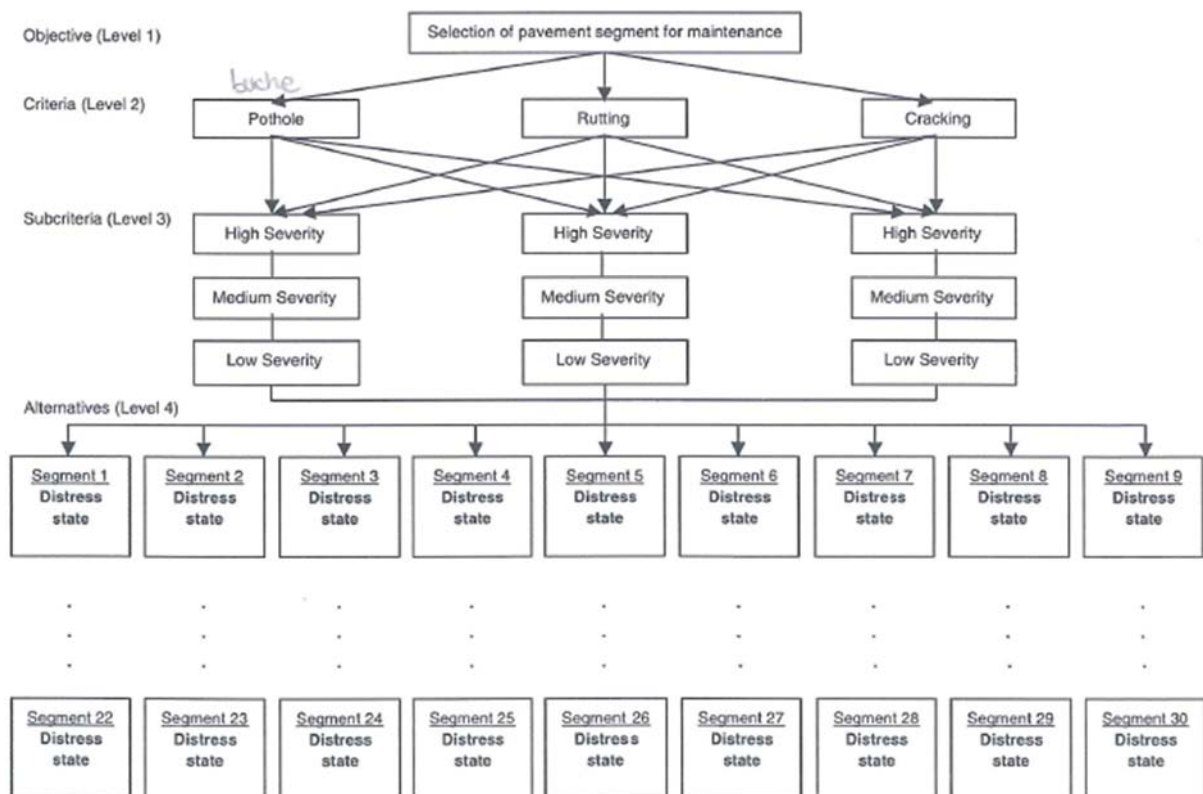 Objective (Level 1)
Selection of pavement segment for maintenance
bache
Criteria (Level 2)
Pothole
Rutting
Cracking
Subcriteria (Level 3)
High Severity
High Severity
High Severity
Medium Severity
Medium Severity
Medium Severity
Low Severity
Low Severity
Low Severity
Alternatives (Level 4)
Segment 1
Distress
state
Segment 2
Distress
state
Segment 3
Distress
state
Segment 4
Distress
state
Segment 5
Distress
state
Segment 6
Distress
state
Segment 7
Distress
state
Segment 8
Distress
state
Segment 9
Distress
state
Segment 22
Distress
state
Segment 23
Distress
state
Segment 24
Distress
state
Segment 25
Distress
state
Segment 26
Distress
state
Segment 27
Distress
state
Segment 28
Distress
state
Segment 29
Distress
state
Segment 30
Distress
state